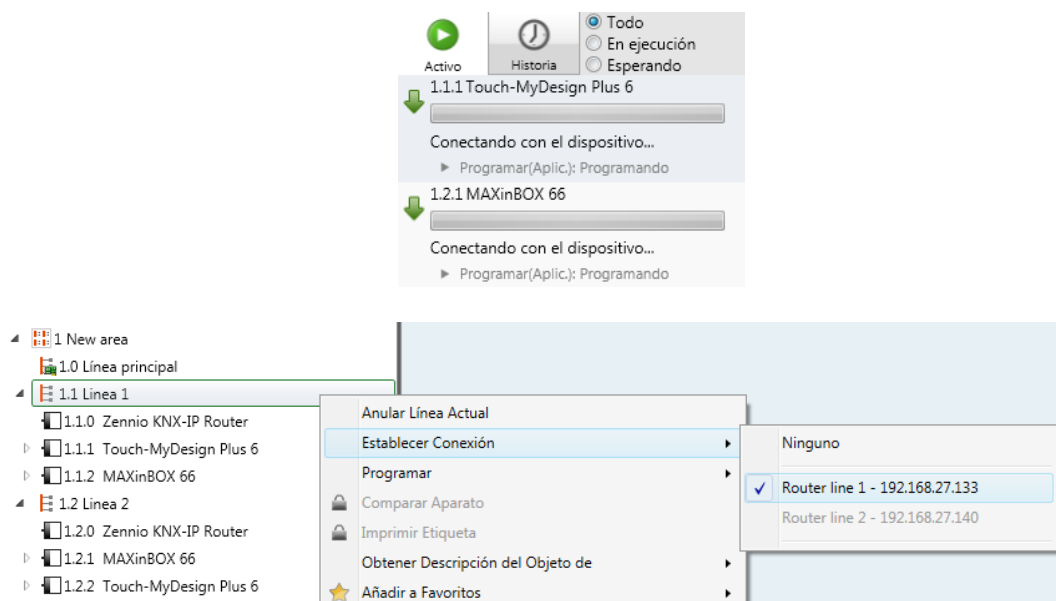 Activo
Historia
Todo
En ejecución
Esperando
1.1.1 Touch-MyDesign Plus 6
Conectando con el dispositivo...
Programar(Aplic.): Programando
1.2.1 MAXinBOX 66
Conectando con el dispositivo...
Programar(Aplic.): Programando
1 New area
1.0 Línea principal
1.1 Linea 1
1.1.0 Zennio KNX-IP Router
1.1.1 Touch-MyDesign Plus 6
1.1.2 MAXinBOX 66
1.2 Linea 2
1.2.0 Zennio KNX-IP Router
1.2.1 MAXinBOX 66
1.2.2 Touch-MyDesign Plus 6
Anular Línea Actual
Establecer Conexión
Programar
Comparar Aparato
Imprimir Etiqueta
Obtener Descripción del Objeto de
Añadir a Favoritos
Ninguno
Router line 1 - 192.168.27.133
Router line 2 - 192.168.27.140